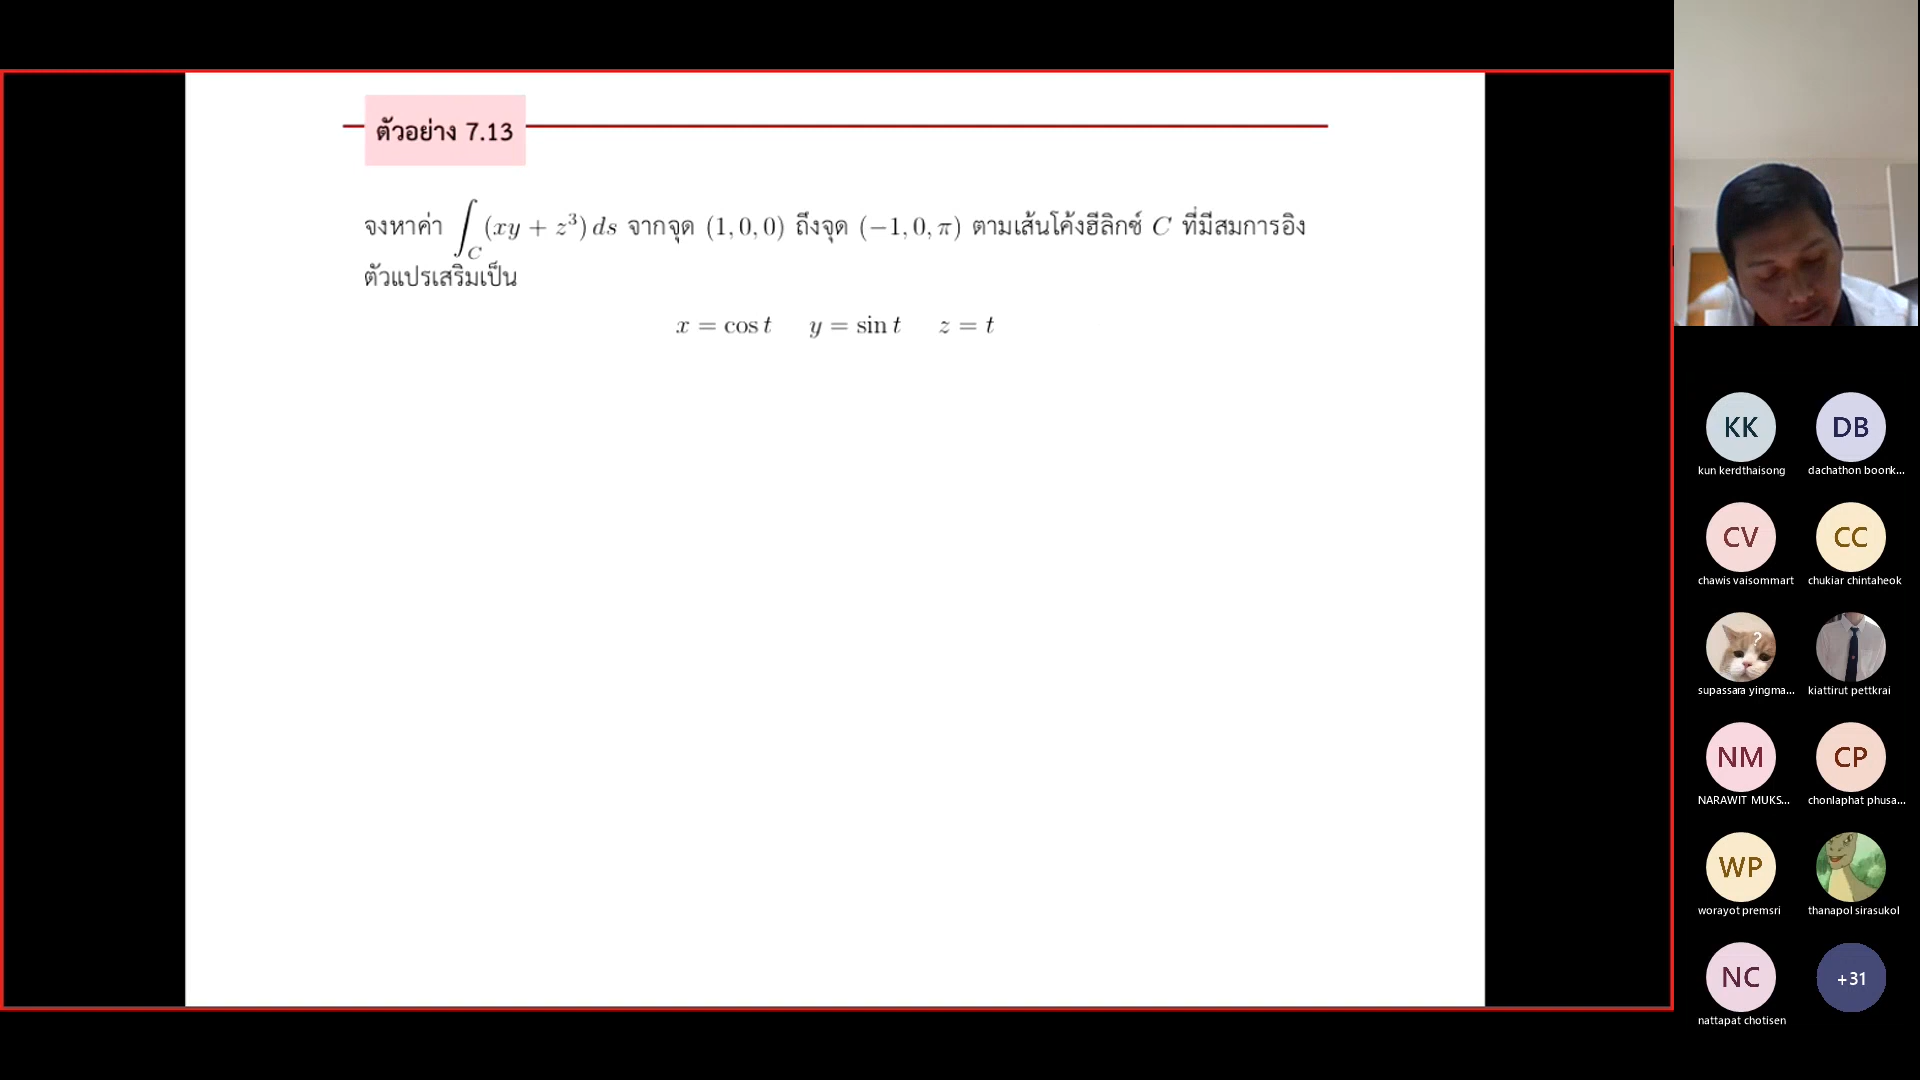 ตัวอย่าง 7.13
จงหาค่า ∫_C (xy + z³) ds จากจุด (1, 0, 0) ถึงจุด (−1, 0, π) ตามเส้นโค้งฮีลิกซ์ C ที่มีสมการอิง
ตัวแปรเสริมเป็น
x = cos t y = sin t z = t
KK DB
kun kerdthaisong dachathon boonk...
CV CC
chawis vaisommart chukiar chintaheok
?
supassara yingma... kiattirut pettkrai
NM CP
NARAWIT MUKS... chonlaphat phusa...
WP
worayot premsri thanapol sirasukol
NC +31
nattapat chotisen